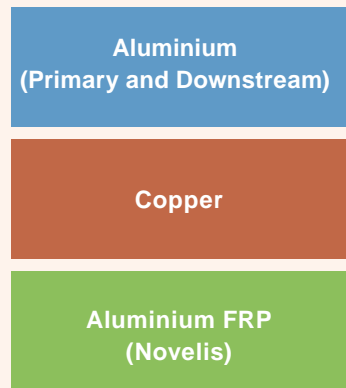 Aluminium
(Primary and Downstream)
Copper
Aluminium FRP
(Novelis)